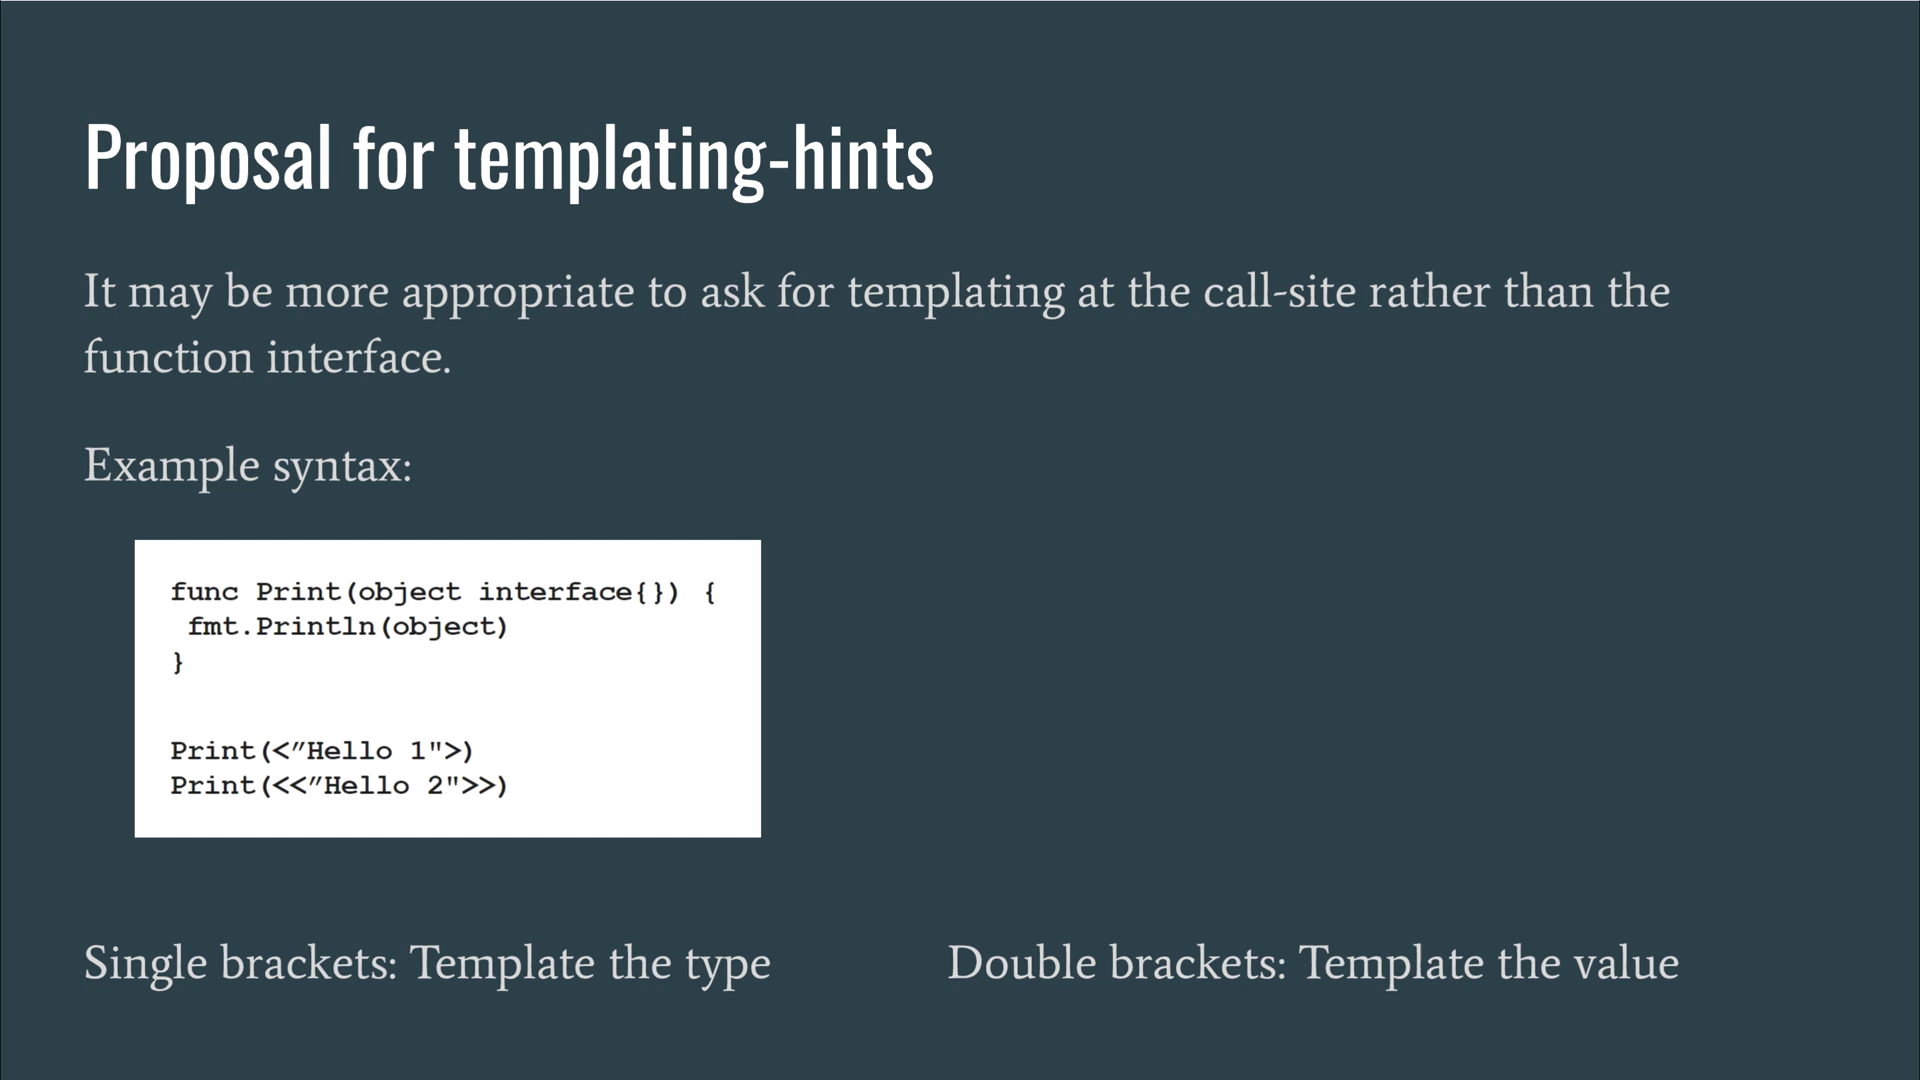 Proposal for templating-hints
It may be more appropriate to ask for templating at the call-site rather than the
function interface.
Example syntax:
func Print(object interface{}) {
 fmt.Println(object)
}
Print(<”Hello 1">)
Print(<<”Hello 2">>)
Single brackets: Template the type
Double brackets: Template the value